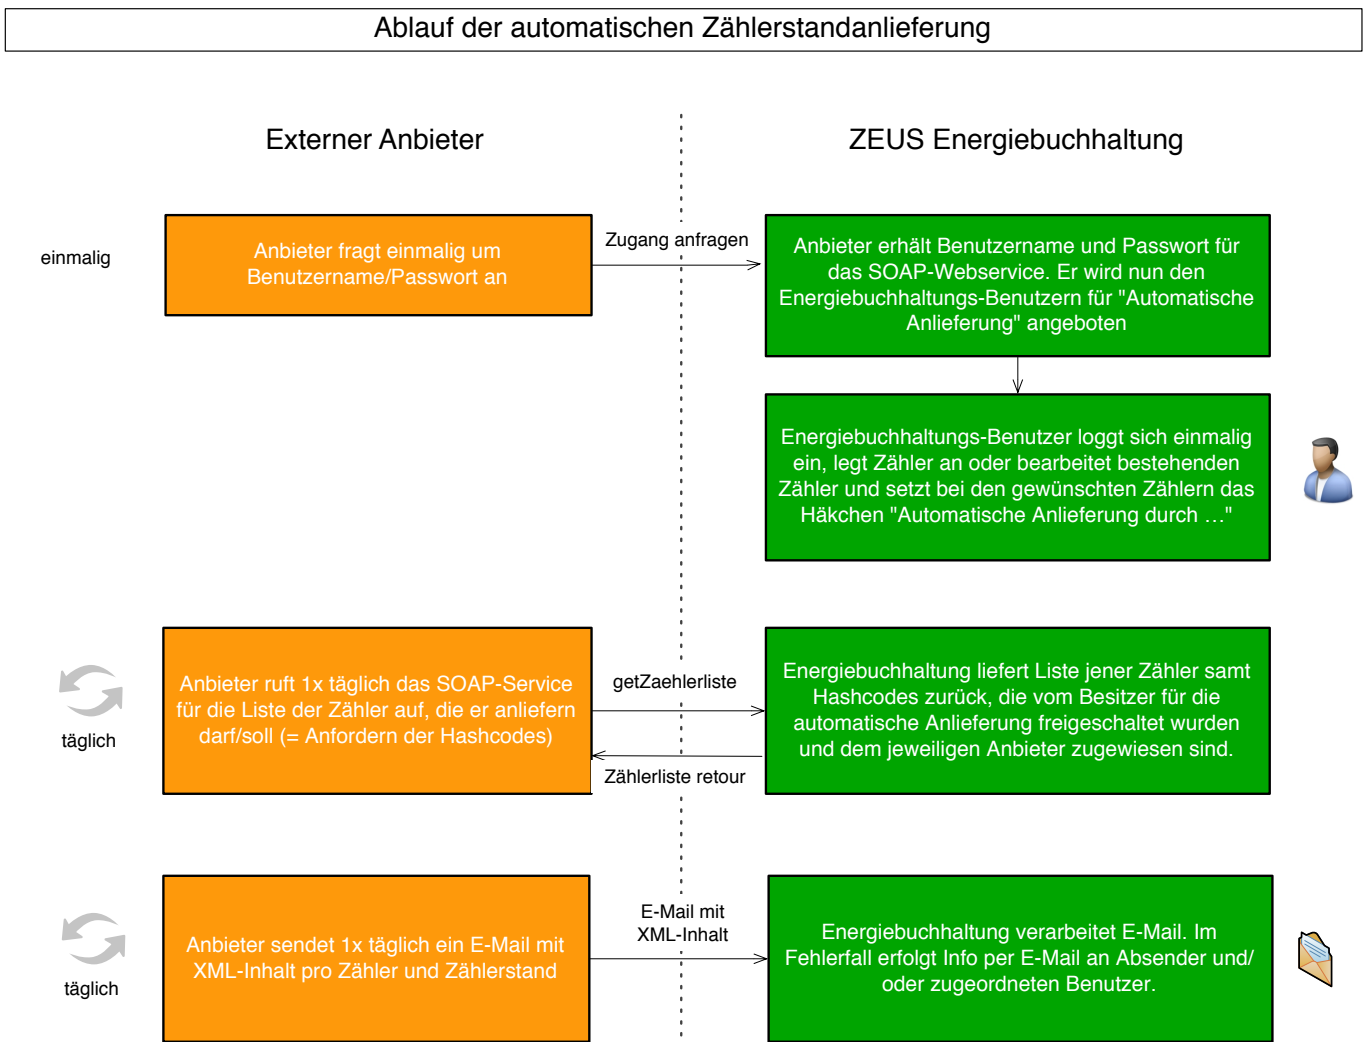 Ablauf der automatischen Zählerstandanlieferung
Externer Anbieter
ZEUS Energiebuchhaltung
einmalig
Anbieter fragt einmalig um
Benutzername/Passwort an
Zugang anfragen
Anbieter erhält Benutzername und Passwort für
das SOAP-Webservice. Er wird nun den
Energiebuchhaltungs-Benutzern für "Automatische
Anlieferung" angeboten
Energiebuchhaltungs-Benutzer loggt sich einmalig
ein, legt Zähler an oder bearbeitet bestehenden
Zähler und setzt bei den gewünschten Zählern das
Häkchen "Automatische Anlieferung durch …"
täglich
Anbieter ruft 1x täglich das SOAP-Service
für die Liste der Zähler auf, die er anliefern
darf/soll (= Anfordern der Hashcodes)
getZaehlerliste
Zählerliste retour
Energiebuchhaltung liefert Liste jener Zähler samt
Hashcodes zurück, die vom Besitzer für die
automatische Anlieferung freigeschaltet wurden
und dem jeweiligen Anbieter zugewiesen sind.
täglich
Anbieter sendet 1x täglich ein E-Mail mit
XML-Inhalt pro Zähler und Zählerstand
E-Mail mit
XML-Inhalt
Energiebuchhaltung verarbeitet E-Mail. Im
Fehlerfall erfolgt Info per E-Mail an Absender und/
oder zugeordneten Benutzer.